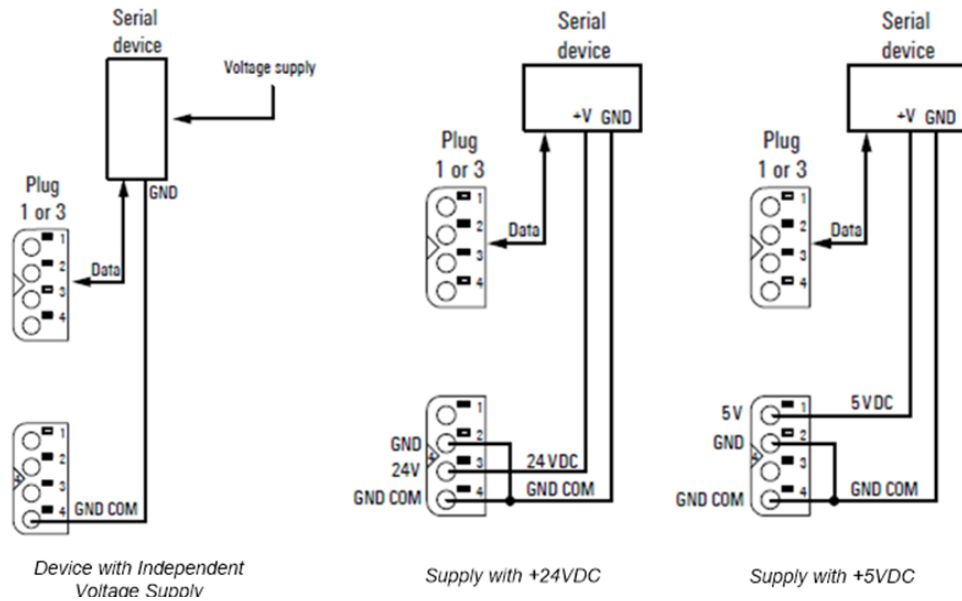 Serial
device
Voltage supply
GND
Plug
1 or 3
1
2
3
4
Data
1
2
3
4
4
GND COM
Device with Independent
Voltage Supply
Serial
device
+V GND
Plug
1 or 3
1
2
3
4
Data
1
GND
2
4
24V
3
24 VDC
GND COM
4
GND COM
Supply with +24VDC
Serial
device
+V GND
Plug
1 or 3
1
2
3
4
Data
5V
1
5 VDC
GND
2
4
3
GND COM
4
GND COM
Supply with +5VDC